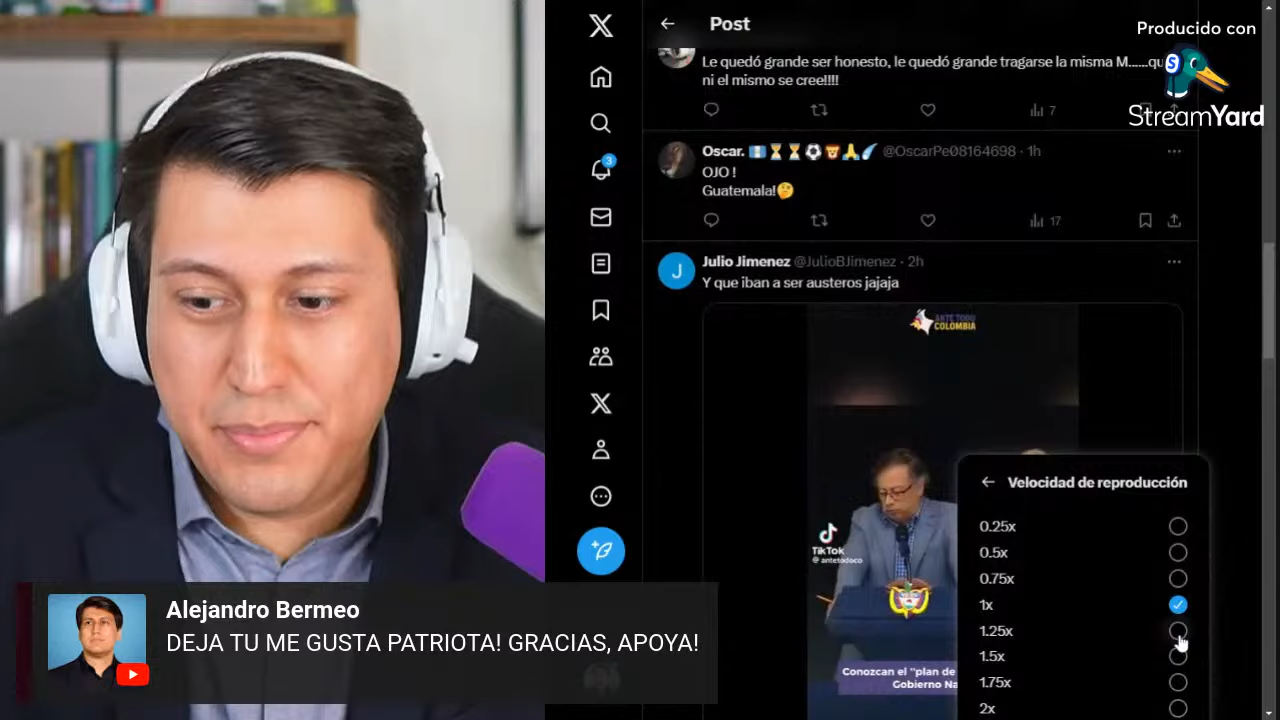 Post
Producido con
StreamYard
Le quedó grande ser honesto, le quedó grande tragarse la misma M......qu
ni el mismo se cree!!!!
7
Oscar. @OscarPe08164698 · 1h
OJO !
Guatemala!
17
3
J
Julio Jimenez @JulioBJimenez · 2h
Y que iban a ser austeros jajaja
ANTE TODO
COLOMBIA
TikTok
@antetodoco
Conozcan el "plan de
Gobierno Na
Velocidad de reproducción
0.25x
0.5x
0.75x
1x
1.25x
1.5x
1.75x
2x
Alejandro Bermeo
DEJA TU ME GUSTA PATRIOTA! GRACIAS, APOYA!